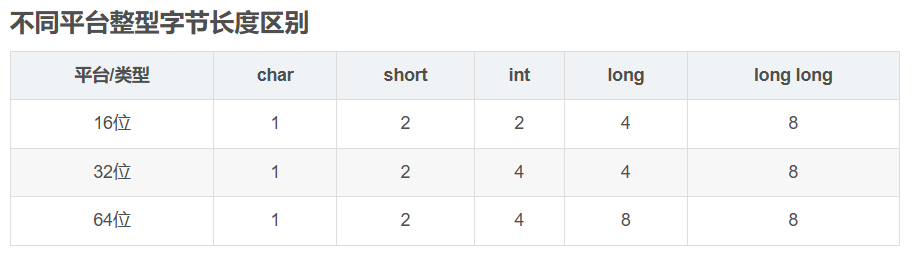 不同平台整型字节长度区别
平台/类型 char short int long long long
16位 1 2 2 4 8
32位 1 2 4 4 8
64位 1 2 4 8 8